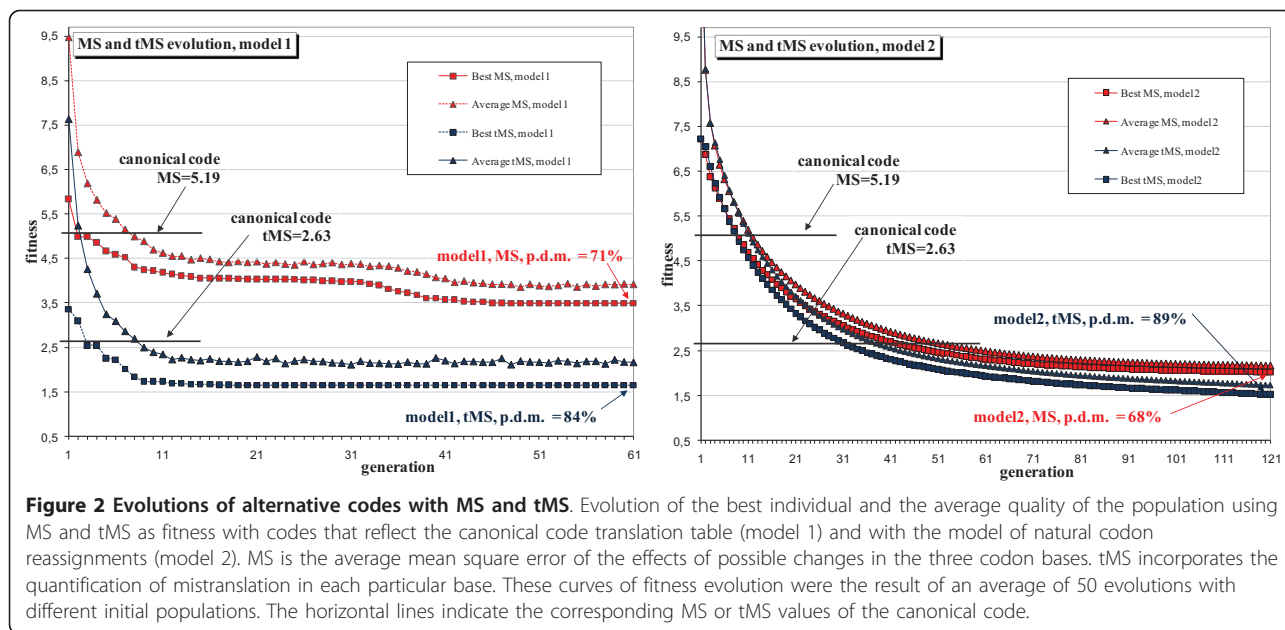 MS and tMS evolution, model 1
9,5
8,5
7,5
6,5
5,5
4,5
3,5
2,5
1,5
0,5
fitness
Best MS, model1
Average MS, model1
Best tMS, model1
Average tMS, model1
canonical code
MS=5.19
canonical code
tMS=2.63
model1, MS, p.d.m. = 71%
model1, tMS, p.d.m. = 84%
1 11 21 31 41 51 61
generation
MS and tMS evolution, model 2
9,5
8,5
7,5
6,5
5,5
4,5
3,5
2,5
1,5
0,5
fitness
Best MS, model2
Average MS, model 2
Average tMS, model2
Best tMS, model2
canonical code
MS=5.19
canonical code
tMS=2.63
model2, tMS, p.d.m. = 89%
model2, MS, p.d.m. = 68%
1 11 21 31 41 51 61 71 81 91 101 111 121
generation
Figure 2 Evolutions of alternative codes with MS and tMS. Evolution of the best individual and the average quality of the population using
MS and tMS as fitness with codes that reflect the canonical code translation table (model 1) and with the model of natural codon
reassignments (model 2). MS is the average mean square error of the effects of possible changes in the three codon bases. tMS incorporates the
quantification of mistranslation in each particular base. These curves of fitness evolution were the result of an average of 50 evolutions with
different initial populations. The horizontal lines indicate the corresponding MS or tMS values of the canonical code.